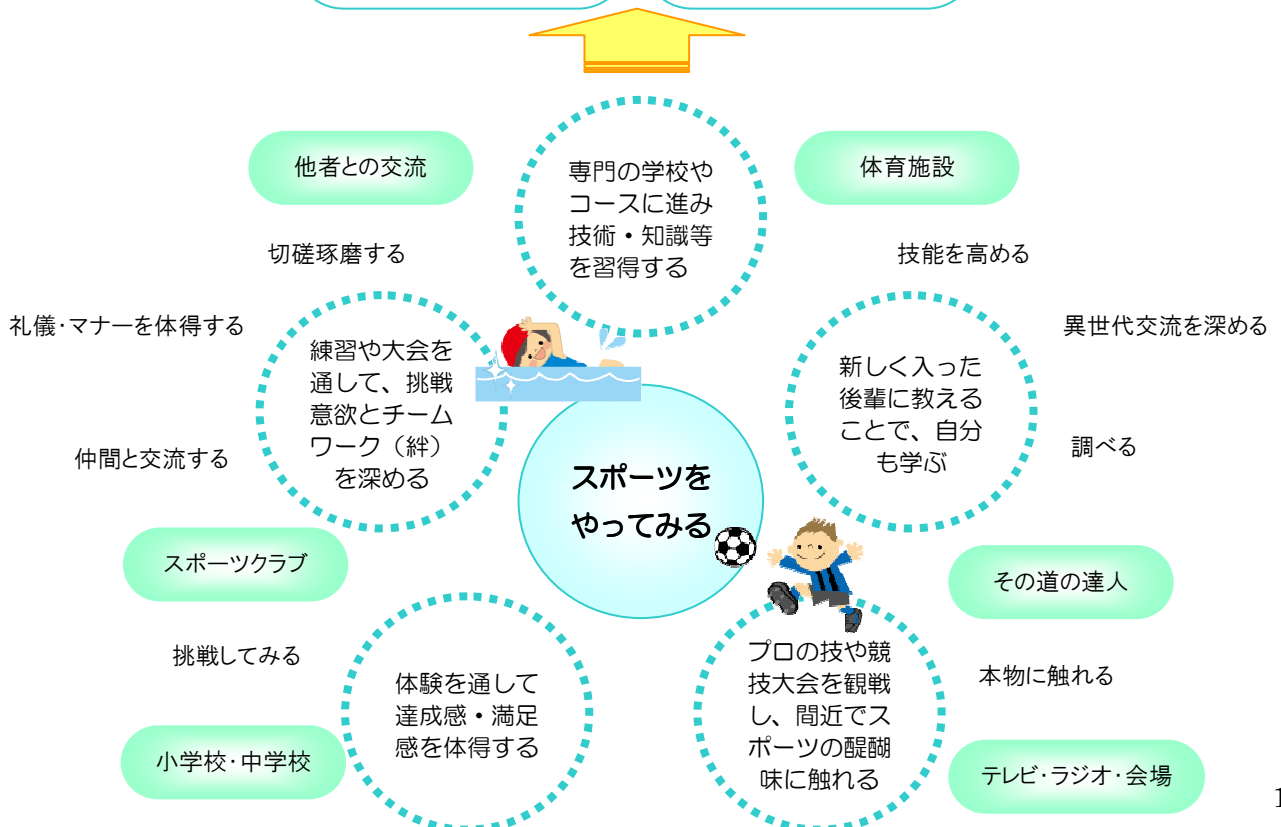 他者との交流
専門の学校や
コースに進み
技術・知識等
を習得する
体育施設
切磋琢磨する
技能を高める
礼儀・マナーを体得する
異世代交流を深める
練習や大会を
通して、挑戦
意欲とチーム
ワーク（絆）
を深める
新しく入った
後輩に教える
ことで、自分
も学ぶ
仲間と交流する
調べる
スポーツを
やってみる
スポーツクラブ
その道の達人
挑戦してみる
体験を通して
達成感・満足
感を体得する
プロの技や競
技大会を観戦
し、間近でス
ポーツの醍醐
味に触れる
本物に触れる
小学校・中学校
テレビ・ラジオ・会場
1